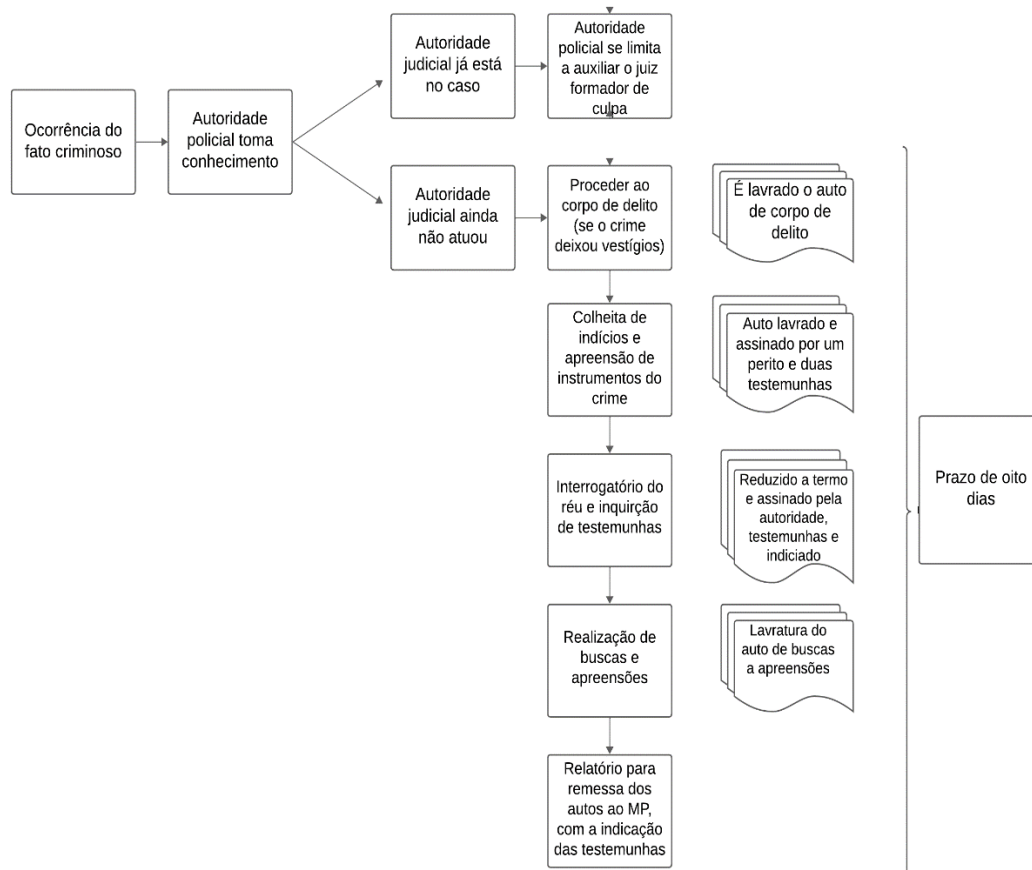 Ocorrência do
fato criminoso
Autoridade
policial toma
conhecimento
Autoridade
judicial já está
no caso
Autoridade
policial se limita
a auxiliar o juiz
formador de
culpa
Autoridade
judicial ainda
não atuou
Proceder ao
corpo de delito
(se o crime
deixou vestígios)
É lavrado o auto
de corpo de
delito
Colheita de
indícios e
apreensão de
instrumentos do
crime
Auto lavrado e
assinado por um
perito e duas
testemunhas
Interrogatório do
réu e inquirção
de testemunhas
Reduzido a termo
e assinado pela
autoridade,
testemunhas e
indiciado
Realização de
buscas e
apreensões
Lavratura do
auto de buscas
a apreensões
Relatório para
remessa dos
autos ao MP,
com a indicação
das testemunhas
Prazo de oito
dias